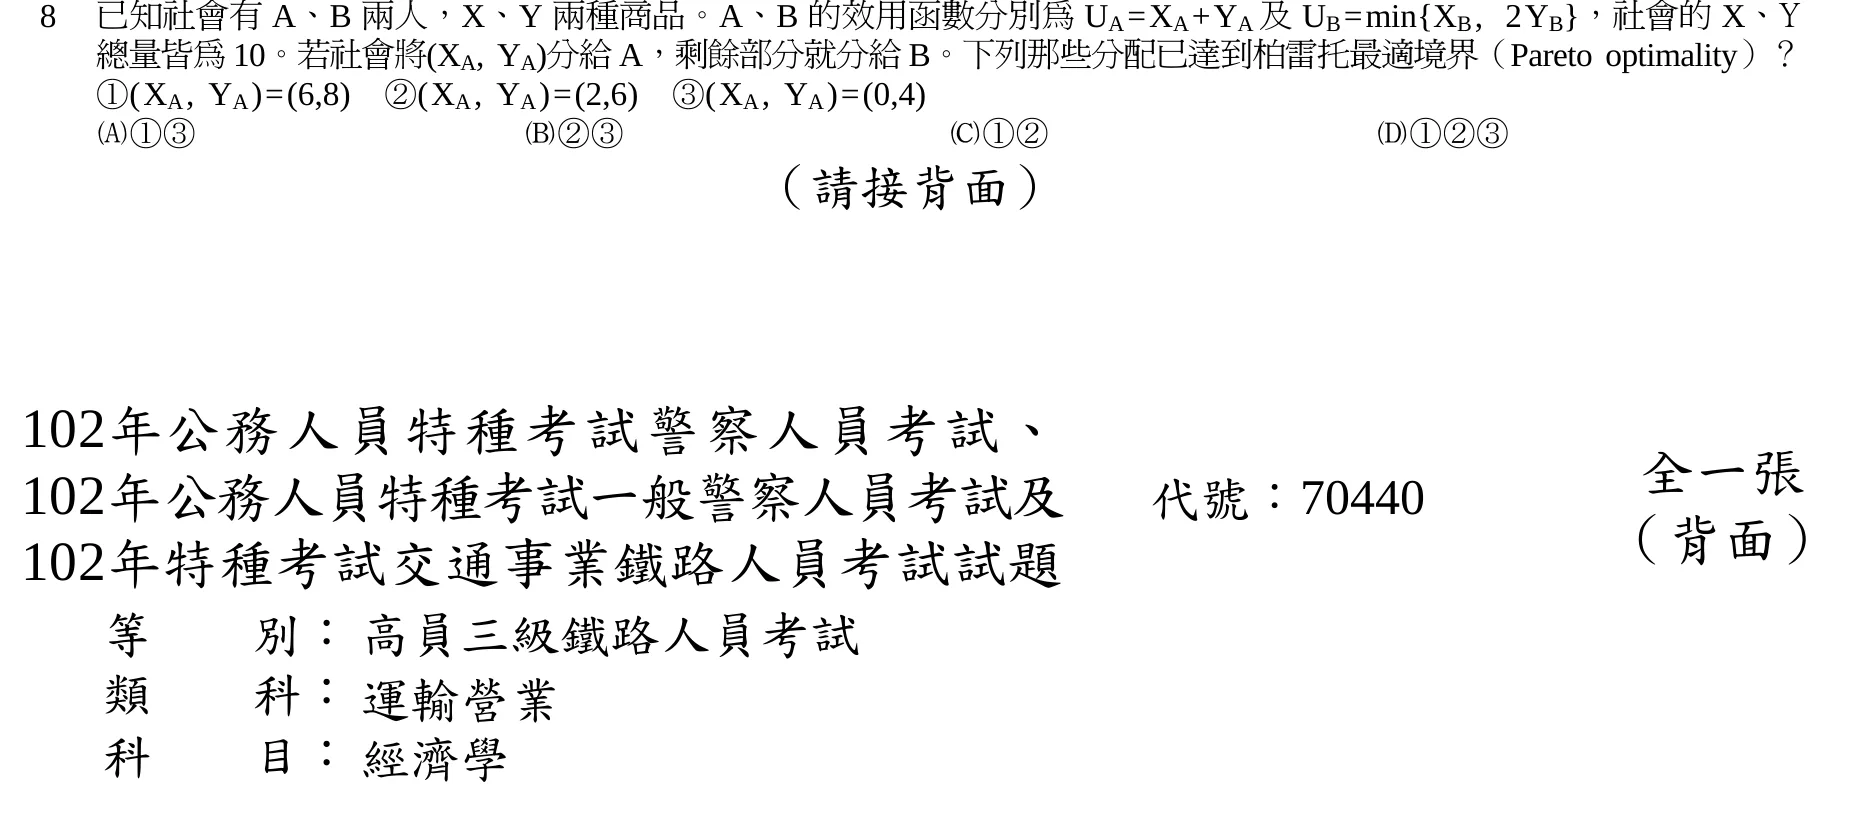 8 已知社會有 A、B 兩人,X、Y 兩種商品。A、B 的效用函數分別為 UA=XA+YA 及 UB=min{XB, 2YB},社會的 X、Y
總量皆為 10。若社會將(XA, YA)分給 A,剩餘部分就分給 B。下列那些分配已達到柏雷托最適境界(Pareto optimality)?
①(XA, YA)=(6,8) ②(XA, YA)=(2,6) ③(XA, YA)=(0,4)
(A)①③ (B)②③ (C)①② (D)①②③
(請接背面)
102年公務人員特種考試警察人員考試、
102年公務人員特種考試一般警察人員考試及 代號:70440 全一張
102年特種考試交通事業鐵路人員考試試題 (背面)
等 別: 高員三級鐵路人員考試
類 科: 運輸營業
科 目: 經濟學